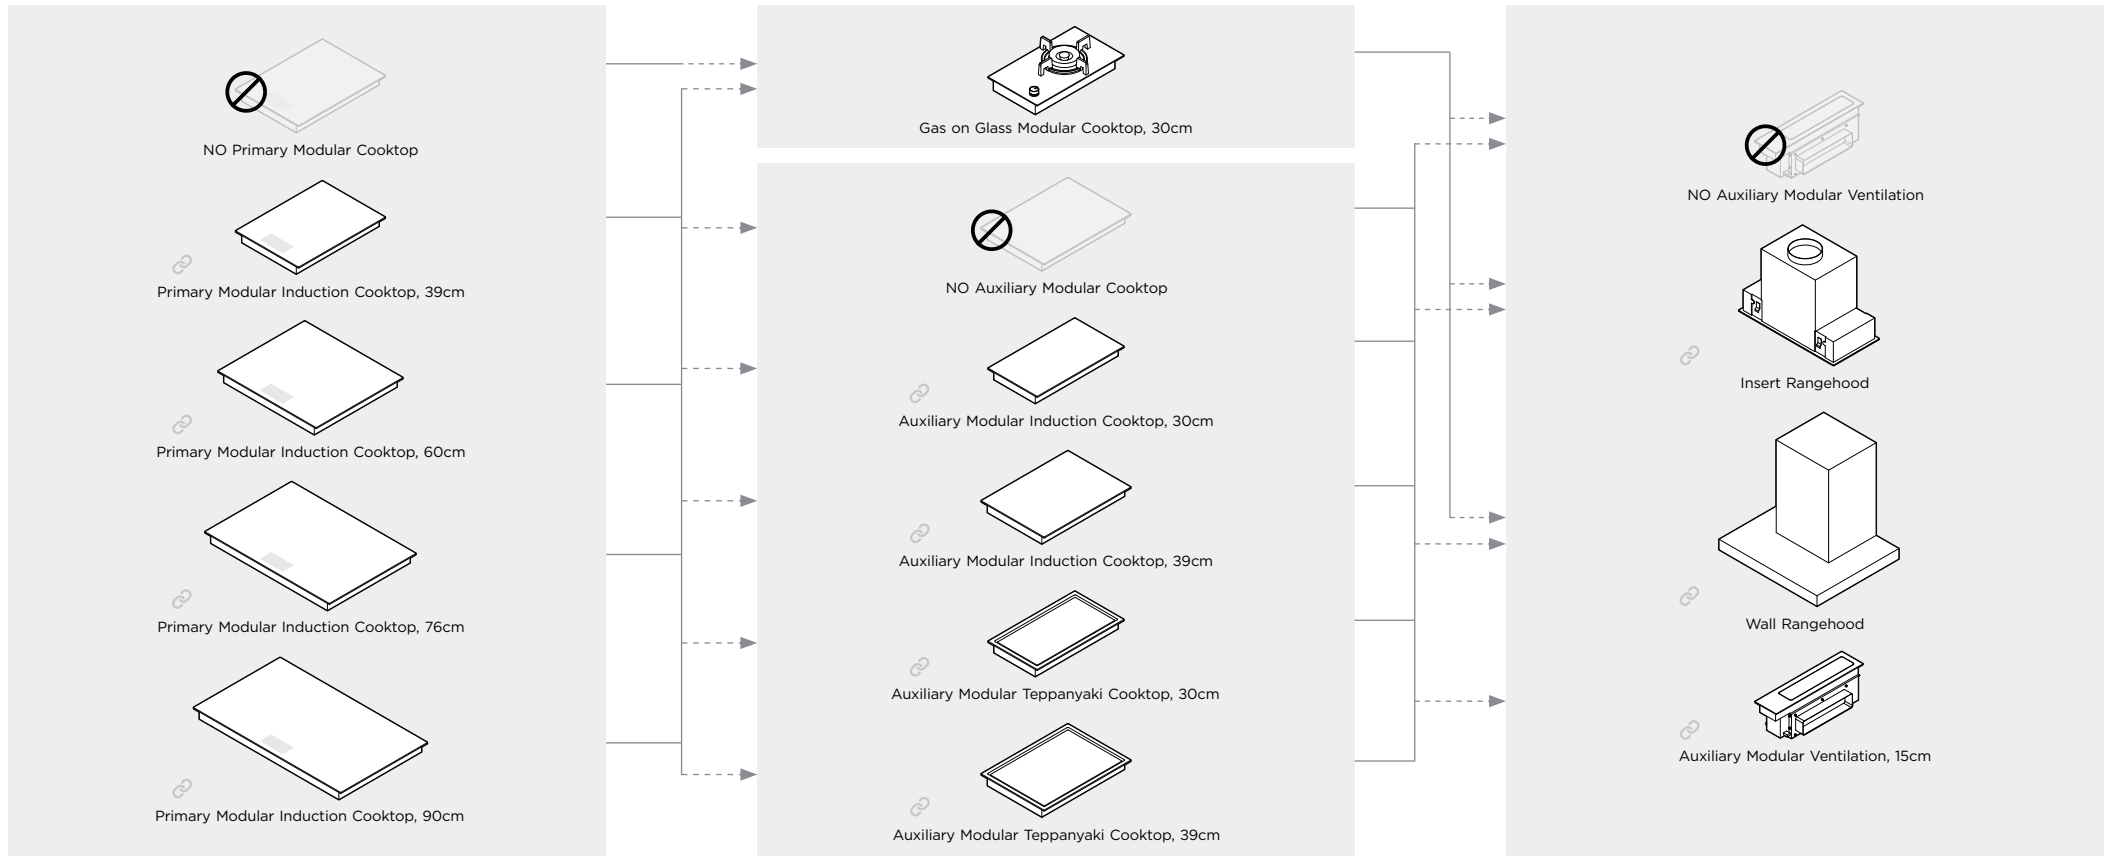 NO Primary Modular Cooktop
Primary Modular Induction Cooktop, 39cm
Primary Modular Induction Cooktop, 60cm
Primary Modular Induction Cooktop, 76cm
Primary Modular Induction Cooktop, 90cm
Gas on Glass Modular Cooktop, 30cm
NO Auxiliary Modular Cooktop
Auxiliary Modular Induction Cooktop, 30cm
Auxiliary Modular Induction Cooktop, 39cm
Auxiliary Modular Teppanyaki Cooktop, 30cm
Auxiliary Modular Teppanyaki Cooktop, 39cm
NO Auxiliary Modular Ventilation
Insert Rangehood
Wall Rangehood
Auxiliary Modular Ventilation, 15cm